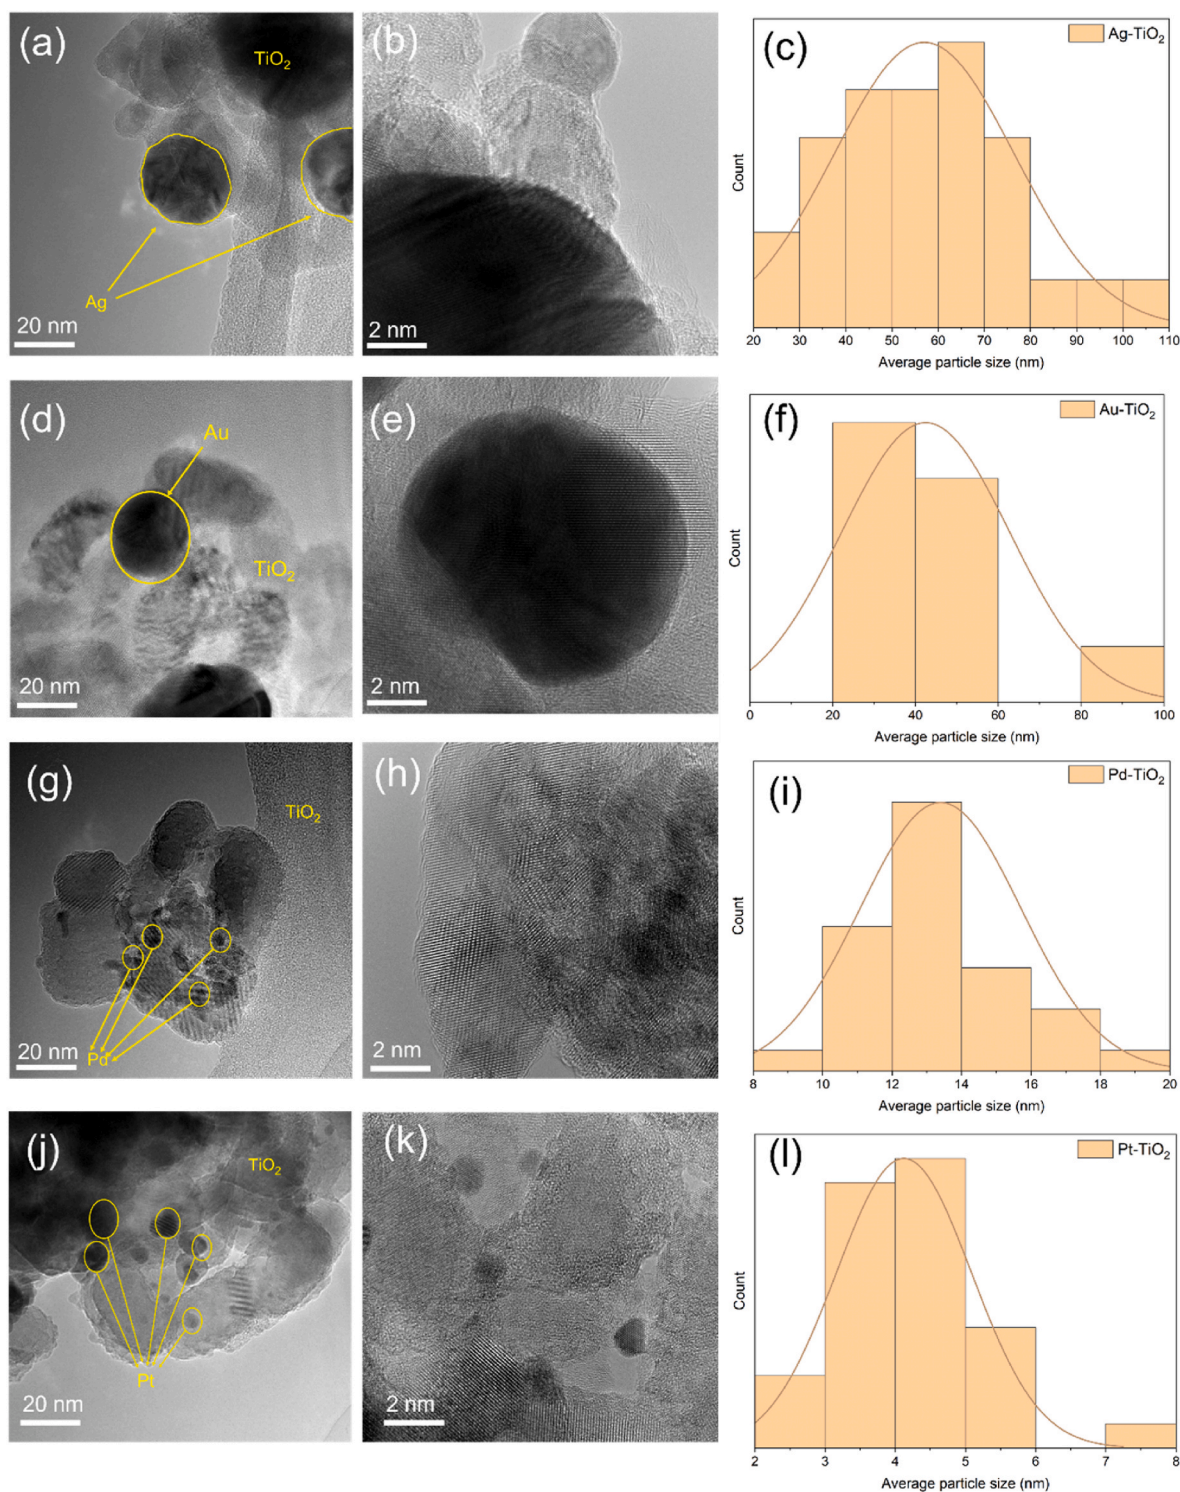 (a)
TiO2
Ag
20 nm
(b)
2 nm
(c)
Ag-TiO2
Count
20 30 40 50 60 70 80 90 100 110
Average particle size (nm)
(d)
Au
TiO2
20 nm
(e)
2 nm
(f)
Au-TiO2
Count
0 20 40 60 80 100
Average particle size (nm)
(g)
TiO2
Pd
20 nm
(h)
2 nm
(i)
Pd-TiO2
Count
8 10 12 14 16 18 20
Average particle size (nm)
(j)
TiO2
Pt
20 nm
(k)
2 nm
(l)
Pt-TiO2
Count
2 3 4 5 6 7 8
Average particle size (nm)